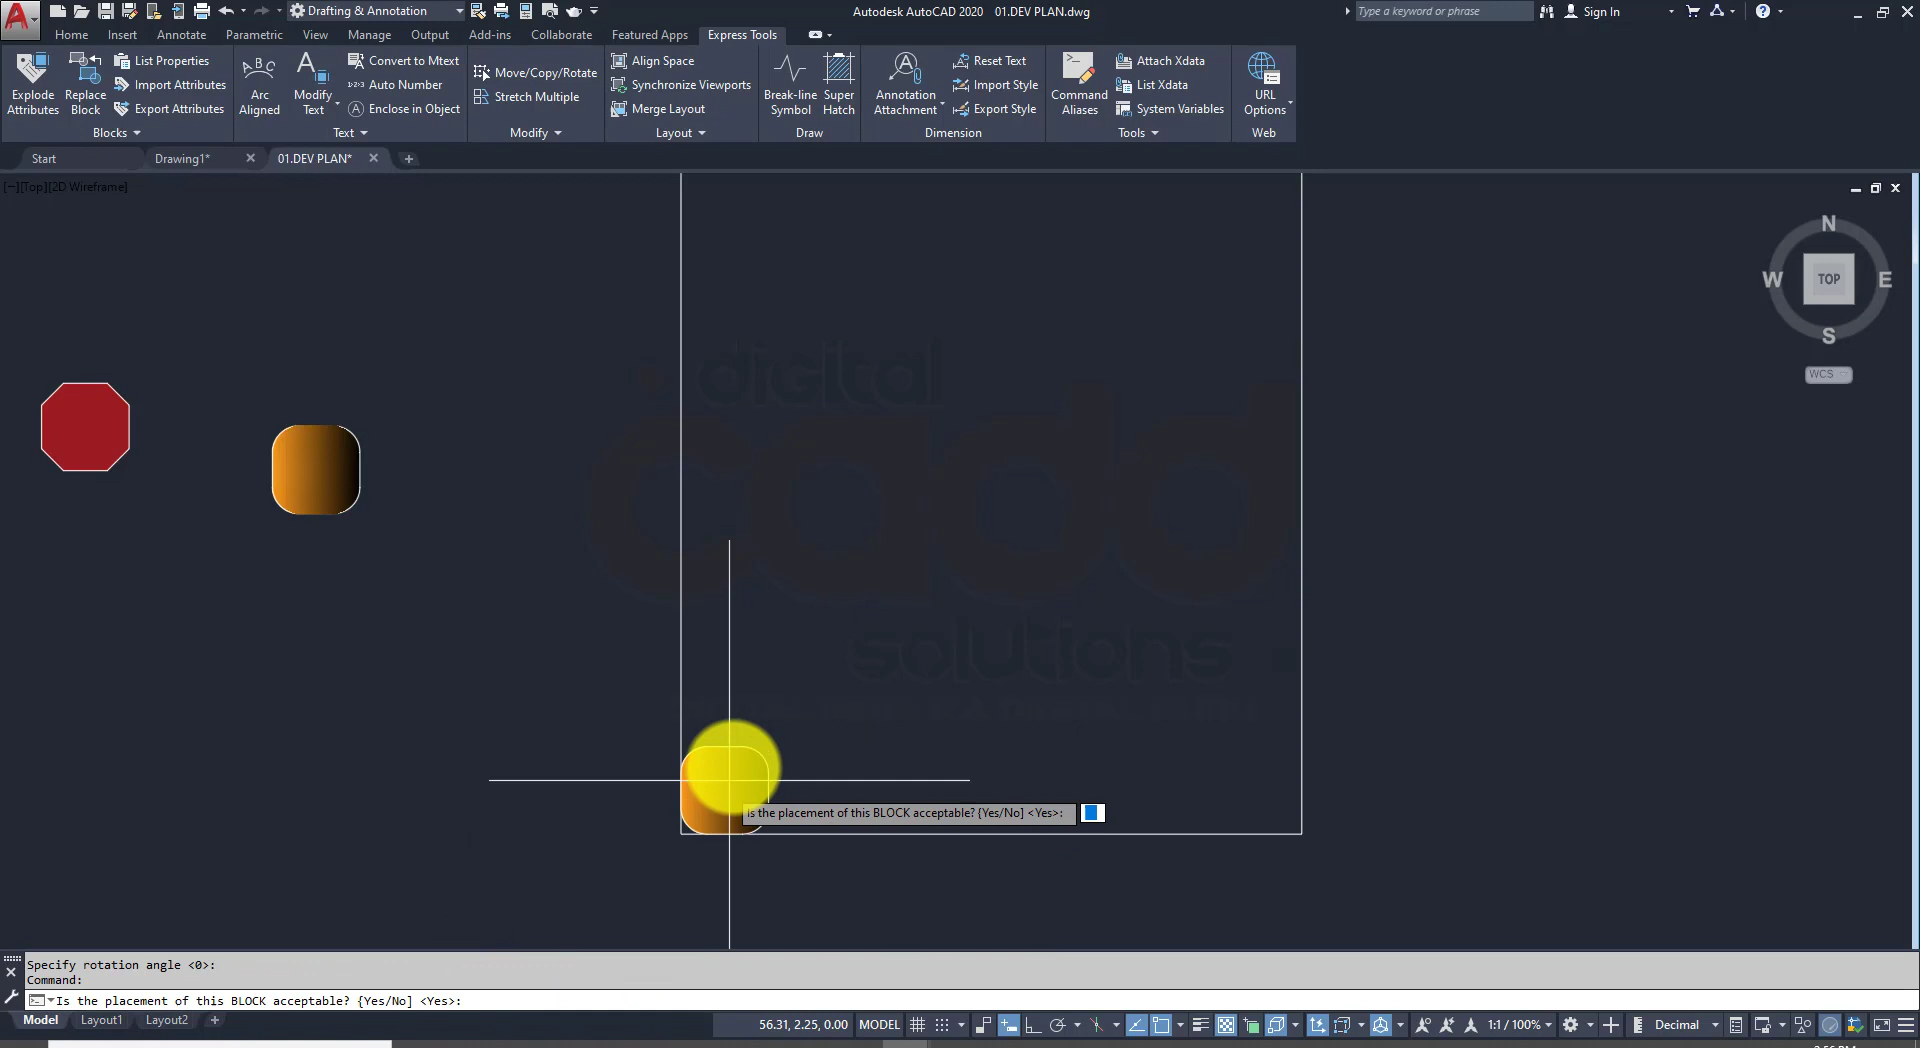 Drafting & Annotation
Autodesk AutoCAD 2020 01.DEV PLAN.dwg
Type a keyword or phrase
Sign In
Home Insert Annotate Parametric View Manage Output Add-ins Collaborate Featured Apps Express Tools
Explode Attributes
Replace Block
List Properties
Import Attributes
Export Attributes
Blocks
ABC
Arc Aligned
Modify Text
Convert to Mtext
Auto Number
Enclose in Object
Text
Move/Copy/Rotate
Stretch Multiple
Modify
Align Space
Synchronize Viewports
Merge Layout
Layout
Break-line Symbol
Super Hatch
Draw
Annotation Attachment
Reset Text
Import Style
Export Style
Dimension
Command Aliases
Attach Xdata
List Xdata
System Variables
Tools
URL Options
Web
Start Drawing1* 01.DEV PLAN*
[−][Top][2D Wireframe]
N
W TOP E
S
WCS
digital
cadd
solutions
Is the placement of this BLOCK acceptable? {Yes/No] <Yes>:
Specify rotation angle <0>:
Command:
Is the placement of this BLOCK acceptable? {Yes/No] <Yes>:
Model Layout1 Layout2
56.31, 2.25, 0.00 MODEL 1:1 / 100% Decimal